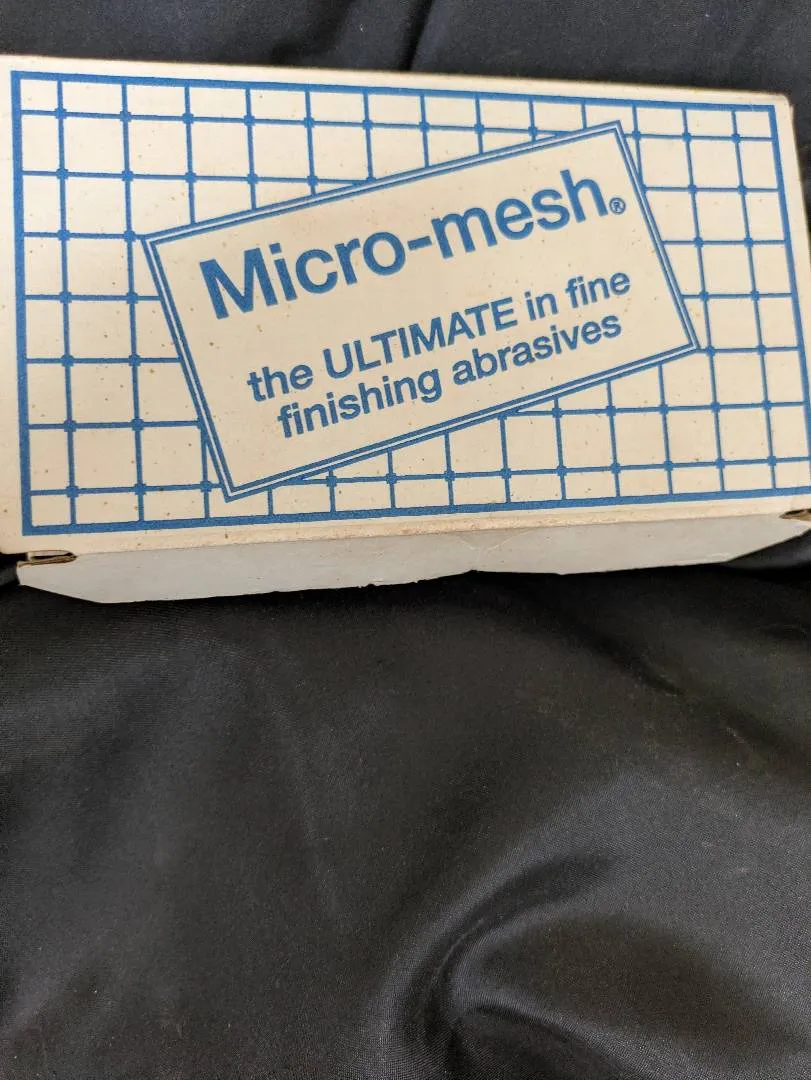 Micro-mesh®
the ULTIMATE in fine
finishing abrasives